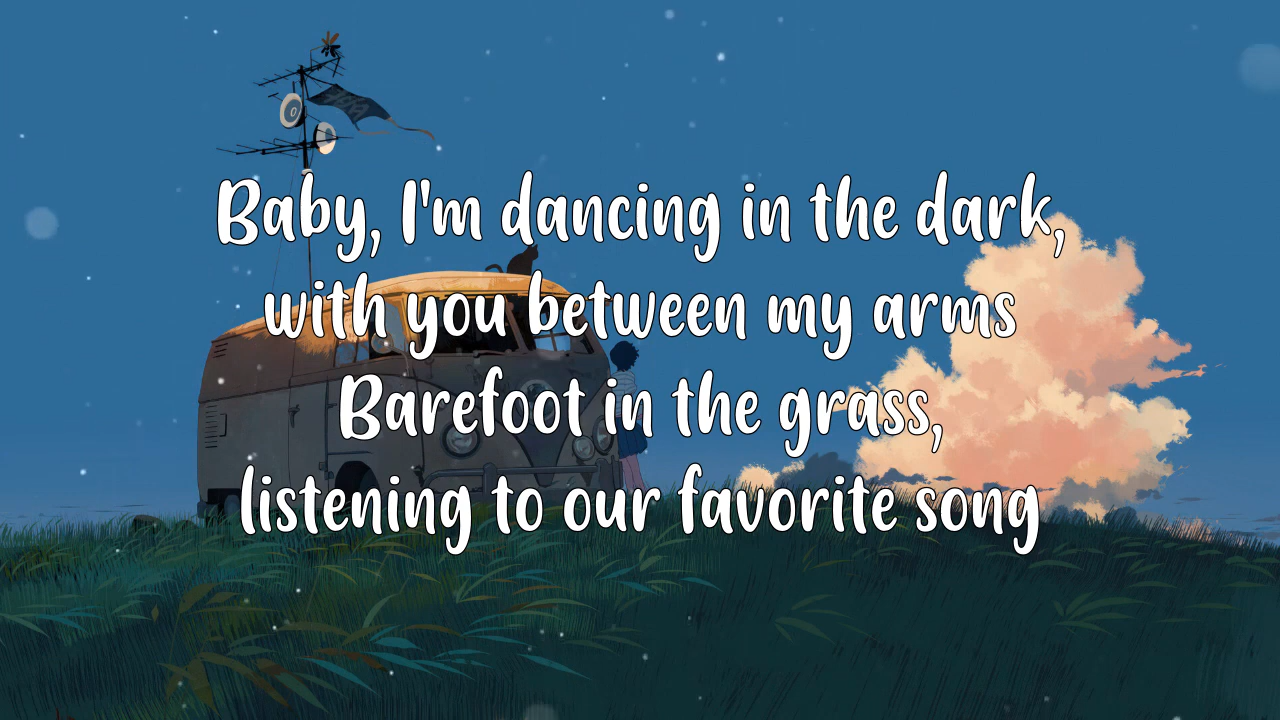 Baby, I'm dancing in the dark,
with you between my arms
Barefoot in the grass,
listening to our favorite song